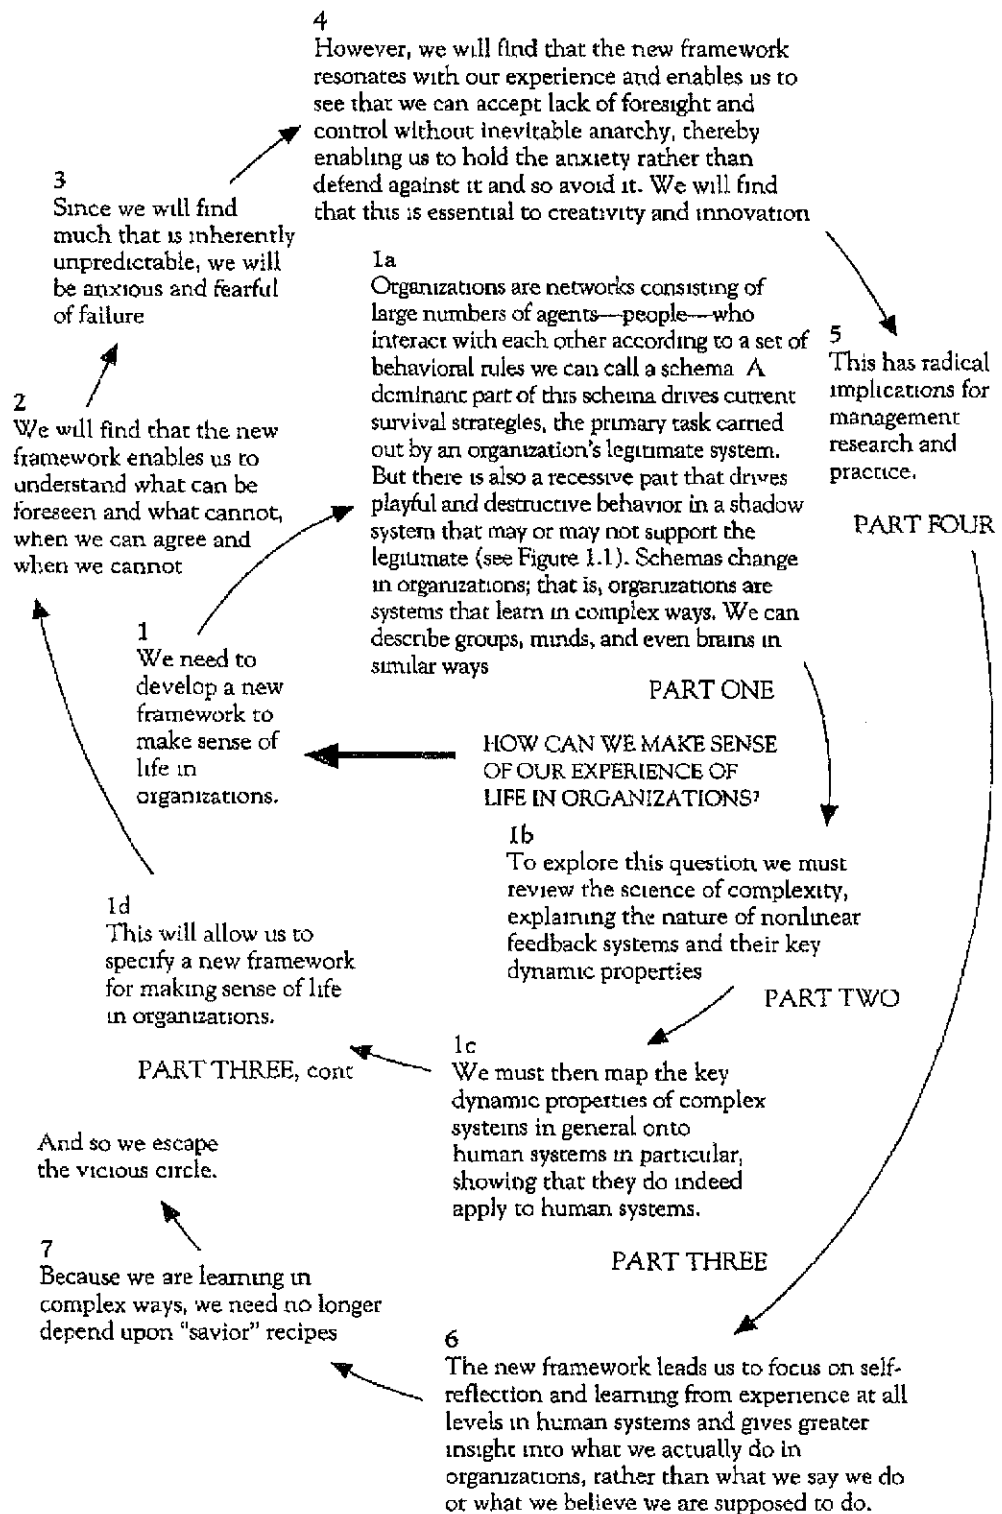 4
However, we will find that the new framework
resonates with our experience and enables us to
see that we can accept lack of foresight and
control without inevitable anarchy, thereby
enabling us to hold the anxiety rather than
defend against it and so avoid it. We will find
that this is essential to creativity and innovation
3
Since we will find
much that is inherently
unpredictable, we will
be anxious and fearful
of failure
1a
Organizations are networks consisting of
large numbers of agents—people—who
interact with each other according to a set of
behavioral rules we can call a schema A
dominant part of this schema drives current
survival strategies, the primary task carried
out by an organization's legitimate system.
But there is also a recessive part that drives
playful and destructive behavior in a shadow
system that may or may not support the
legitimate (see Figure 1.1). Schemas change
in organizations; that is, organizations are
systems that learn in complex ways. We can
describe groups, minds, and even brains in
similar ways
PART ONE
5
This has radical
implications for
management
research and
practice.
PART FOUR
2
We will find that the new
framework enables us to
understand what can be
foreseen and what cannot,
when we can agree and
when we cannot
1
We need to
develop a new
framework to
make sense of
life in
organizations.
HOW CAN WE MAKE SENSE
OF OUR EXPERIENCE OF
LIFE IN ORGANIZATIONS?
1b
To explore this question we must
review the science of complexity,
explaining the nature of nonlinear
feedback systems and their key
dynamic properties
PART TWO
1d
This will allow us to
specify a new framework
for making sense of life
in organizations.
PART THREE, cont
1c
We must then map the key
dynamic properties of complex
systems in general onto
human systems in particular,
showing that they do indeed
apply to human systems.
PART THREE
And so we escape
the vicious circle.
7
Because we are learning in
complex ways, we need no longer
depend upon "savior" recipes
6
The new framework leads us to focus on self-
reflection and learning from experience at all
levels in human systems and gives greater
insight into what we actually do in
organizations, rather than what we say we do
or what we believe we are supposed to do.